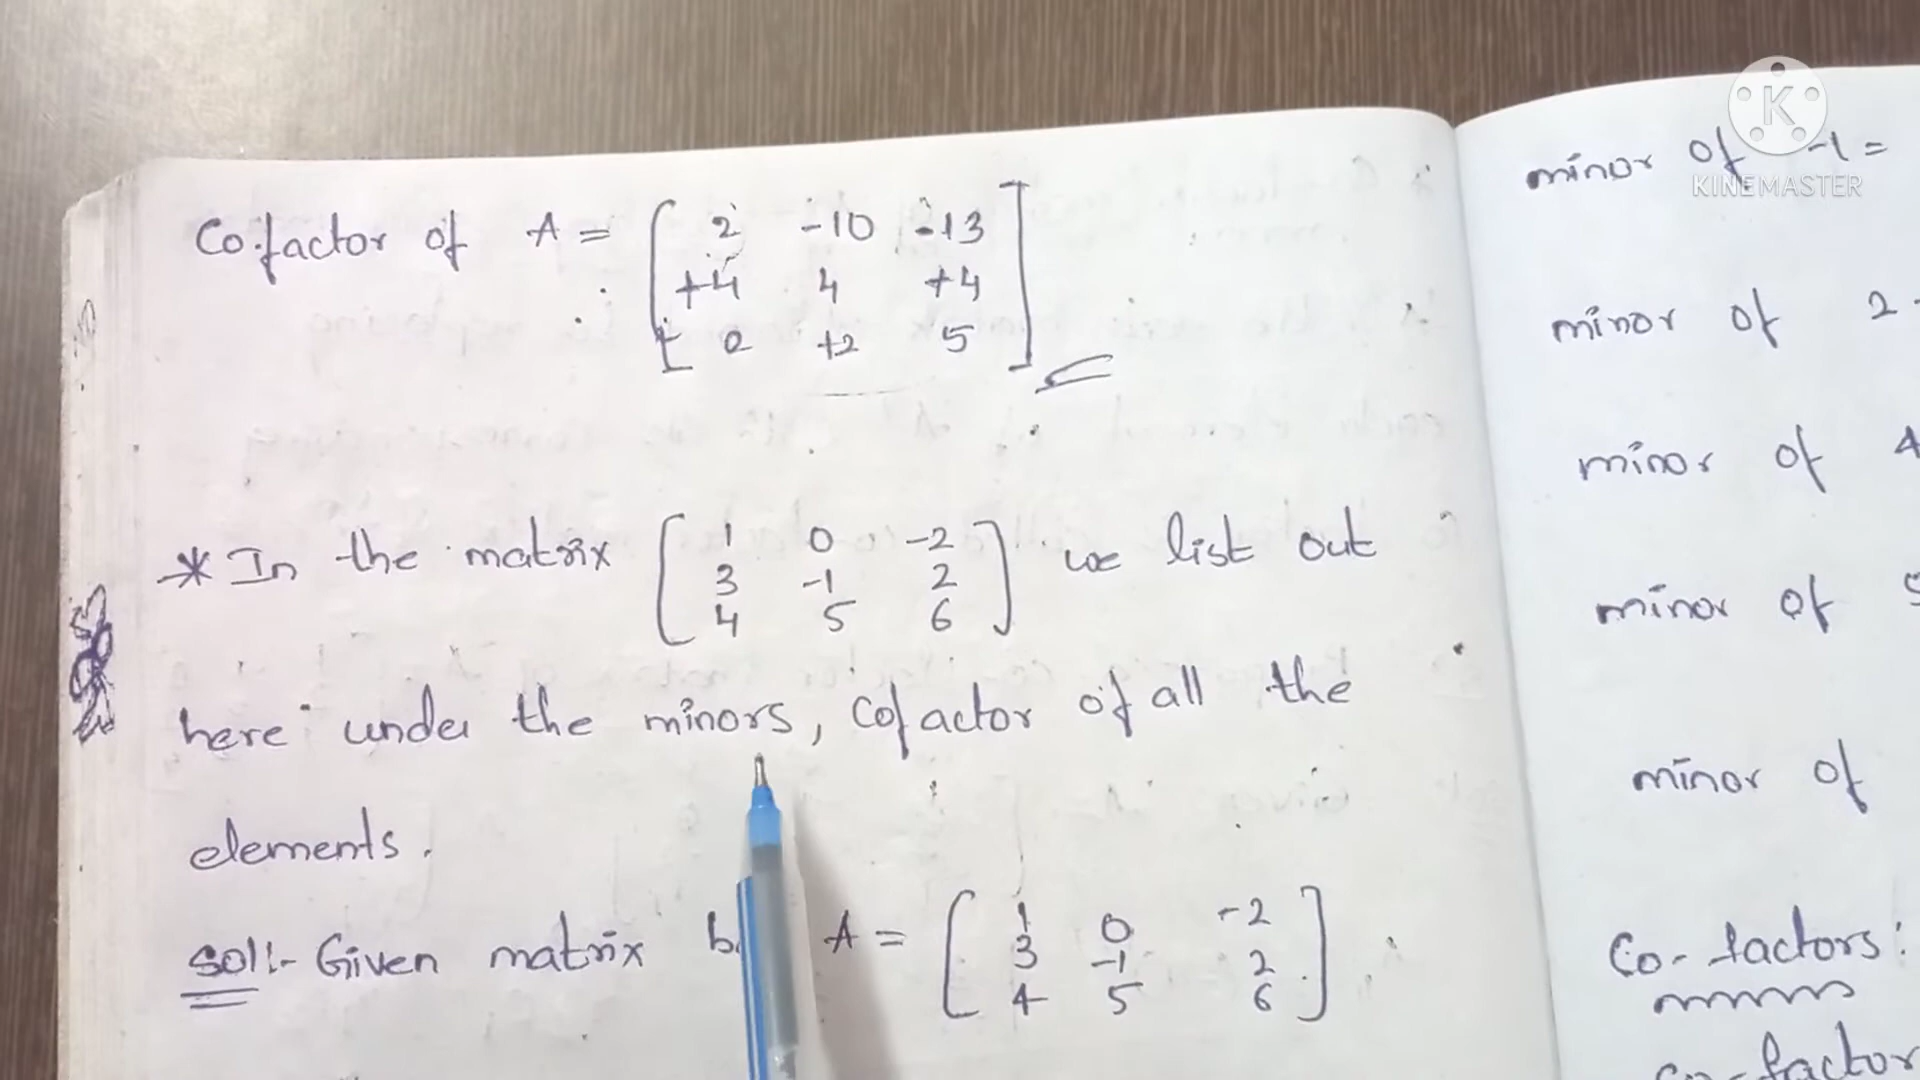 Cofactor of A = [ 2 -10 -13
+4 4 +4
0 +2 5 ]
* In the matrix [ 1 0 -2
3 -1 2
4 5 6 ] we list out
here under the minors, Cofactor of all the
elements.
Sol:- Given matrix A = [ 1 0 -2
3 -1 2
4 5 6 ]
minor of -1 =
minor of 2
minor of 4
minor of
minor of
Co-factors:
Co-factor
K
KINEMASTER